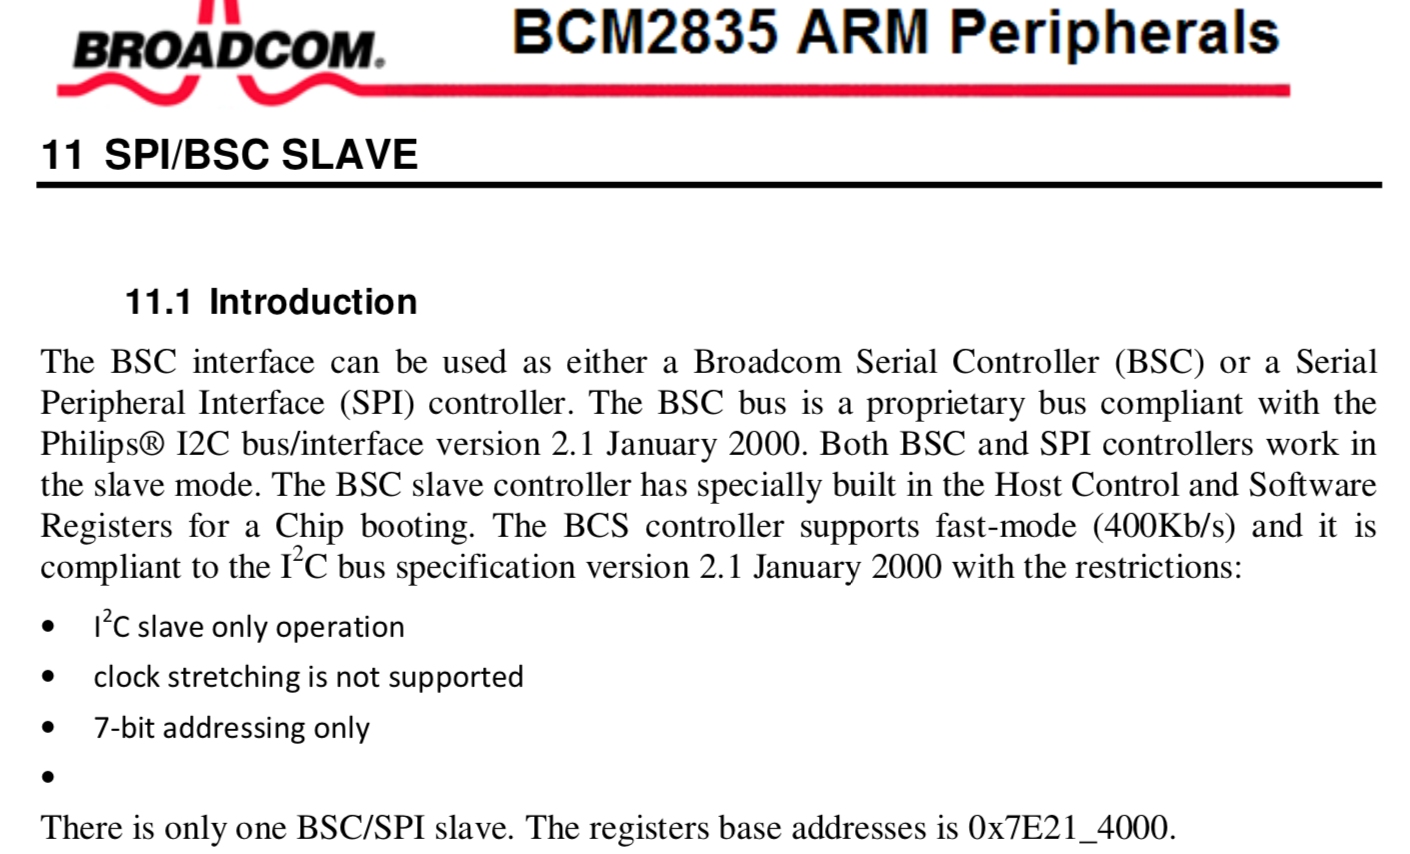 BROADCOM.
BCM2835 ARM Peripherals
11 SPI/BSC SLAVE
11.1 Introduction
The BSC interface can be used as either a Broadcom Serial Controller (BSC) or a Serial
Peripheral Interface (SPI) controller. The BSC bus is a proprietary bus compliant with the
Philips® I2C bus/interface version 2.1 January 2000. Both BSC and SPI controllers work in
the slave mode. The BSC slave controller has specially built in the Host Control and Software
Registers for a Chip booting. The BCS controller supports fast-mode (400Kb/s) and it is
compliant to the I²C bus specification version 2.1 January 2000 with the restrictions:
• I²C slave only operation
• clock stretching is not supported
• 7-bit addressing only
•
There is only one BSC/SPI slave. The registers base addresses is 0x7E21_4000.